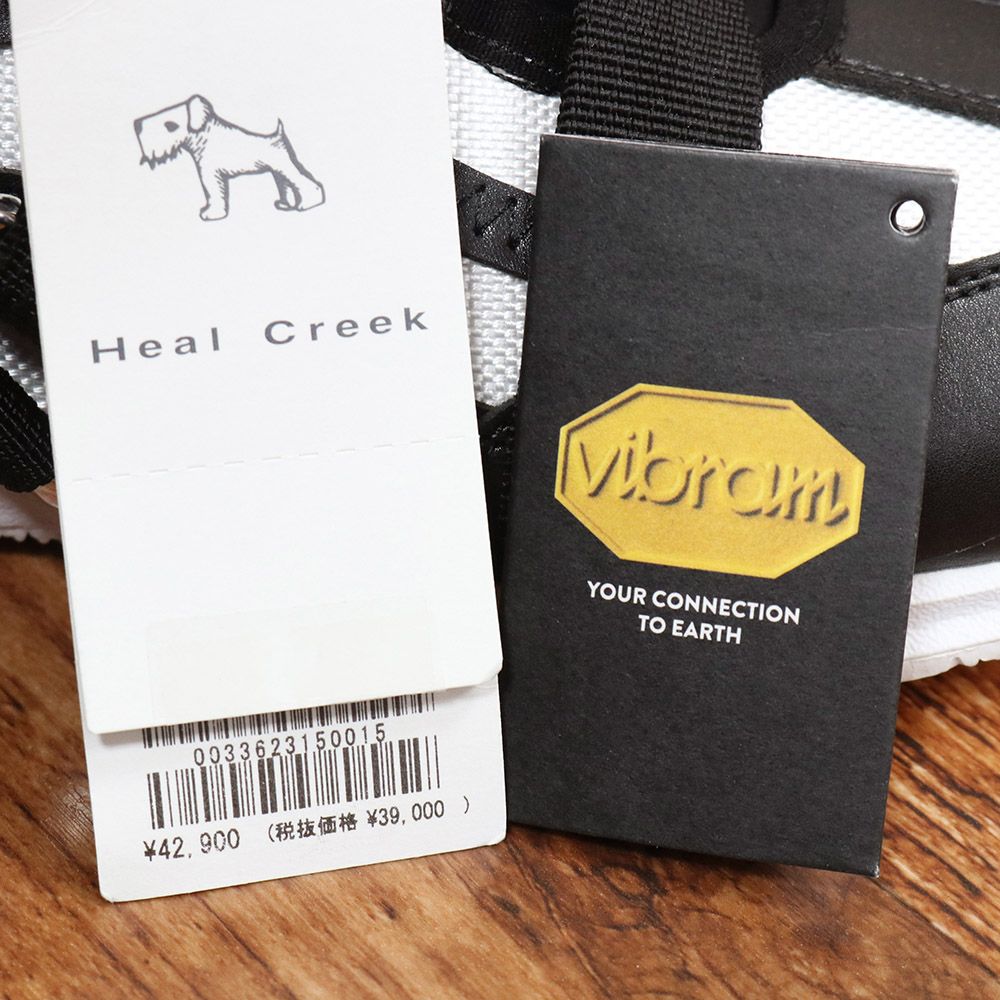 Heal Creek
vibram
YOUR CONNECTION
TO EARTH
0033623150015
¥42,900 (税抜価格 ¥39,000 )